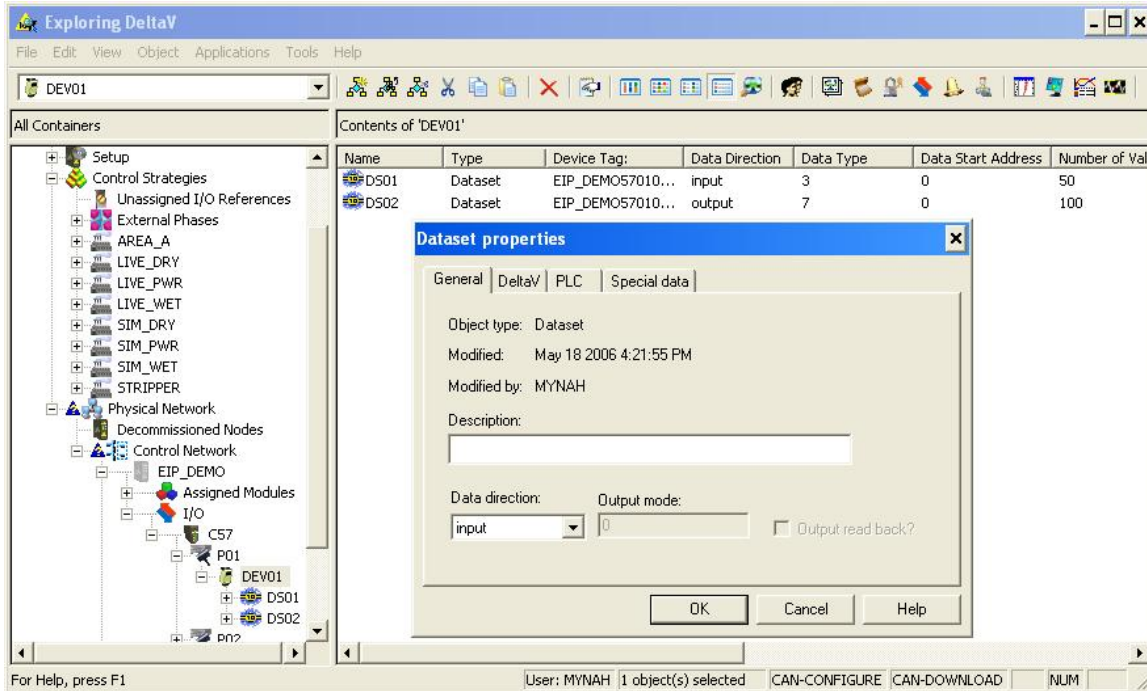 Exploring DeltaV
File Edit View Object Applications Tools Help
DEV01
All Containers
Contents of 'DEV01'
Setup
Control Strategies
Unassigned I/O References
External Phases
AREA_A
LIVE_DRY
LIVE_PWR
LIVE_WET
SIM_DRY
SIM_PWR
SIM_WET
STRIPPER
Physical Network
Decommissioned Nodes
Control Network
EIP_DEMO
Assigned Modules
I/O
C57
P01
DEV01
DS01
DS02
P02
Name Type Device Tag: Data Direction Data Type Data Start Address Number of Val
DS01 Dataset EIP_DEMO57010... input 3 0 50
DS02 Dataset EIP_DEMO57010... output 7 0 100
Dataset properties
General DeltaV PLC Special data
Object type: Dataset
Modified: May 18 2006 4:21:55 PM
Modified by: MYNAH
Description:
Data direction: Output mode:
input 0 Output read back?
OK Cancel Help
For Help, press F1 User: MYNAH 1 object(s) selected CAN-CONFIGURE CAN-DOWNLOAD NUM